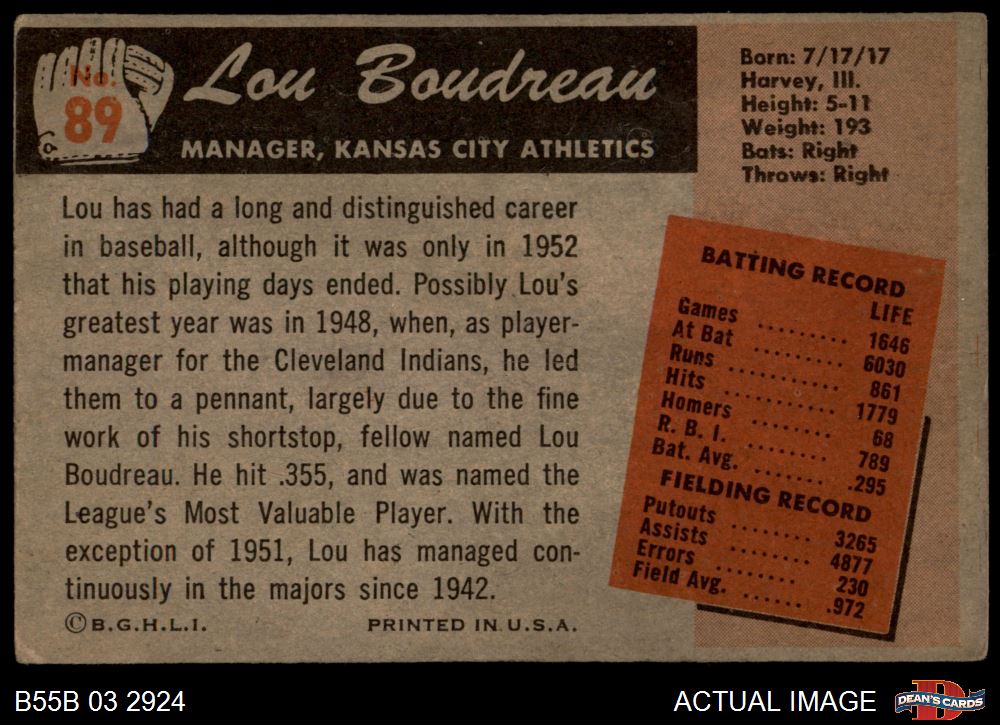 No.
89
Lou Boudreau
MANAGER, KANSAS CITY ATHLETICS
Born: 7/17/17
Harvey, Ill.
Height: 5-11
Weight: 193
Bats: Right
Throws: Right
Lou has had a long and distinguished career
in baseball, although it was only in 1952
that his playing days ended. Possibly Lou's
greatest year was in 1948, when, as player-
manager for the Cleveland Indians, he led
them to a pennant, largely due to the fine
work of his shortstop, fellow named Lou
Boudreau. He hit .355, and was named the
League's Most Valuable Player. With the
exception of 1951, Lou has managed con-
tinuously in the majors since 1942.
©B.G.H.L.I. PRINTED IN U.S.A.
BATTING RECORD
LIFE
Games ........ 1646
At Bat ......... 6030
Runs ........... 861
Hits ........... 1779
Homers ........ 68
R. B. I. ........ 789
Bat. Avg. ....... .295
FIELDING RECORD
Putouts ....... 3265
Assists ....... 4877
Errors ........ 230
Field Avg. ...... .972
B55B 03 2924
ACTUAL IMAGE
DEAN'S CARDS